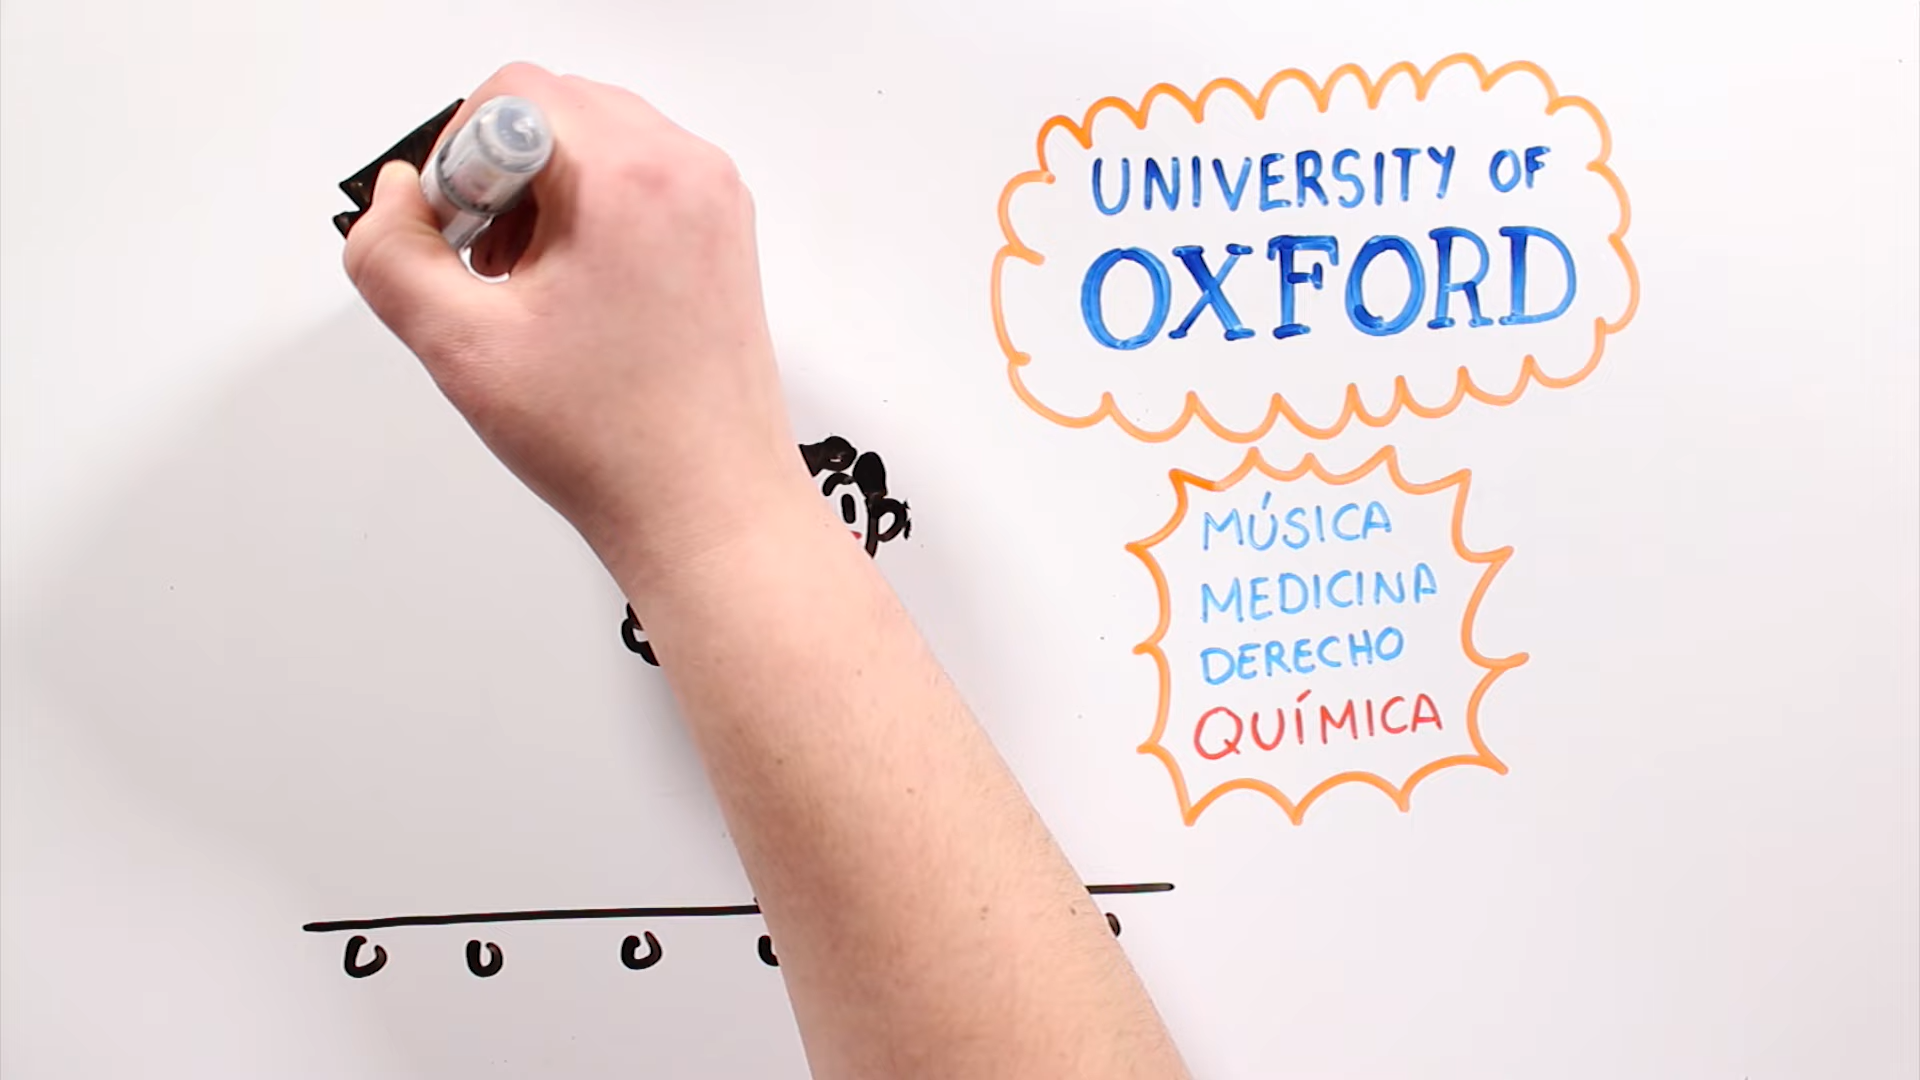 UNIVERSITY OF
OXFORD
MÚSICA
MEDICINA
DERECHO
QUÍMICA